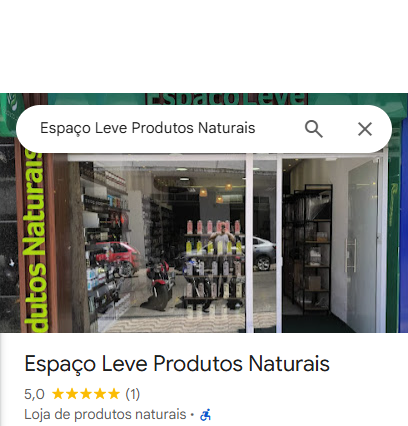 Espaço Leve
Espaço Leve Produtos Naturais
dutos Naturais
Espaço Leve Produtos Naturais
5,0 (1)
Loja de produtos naturais ·